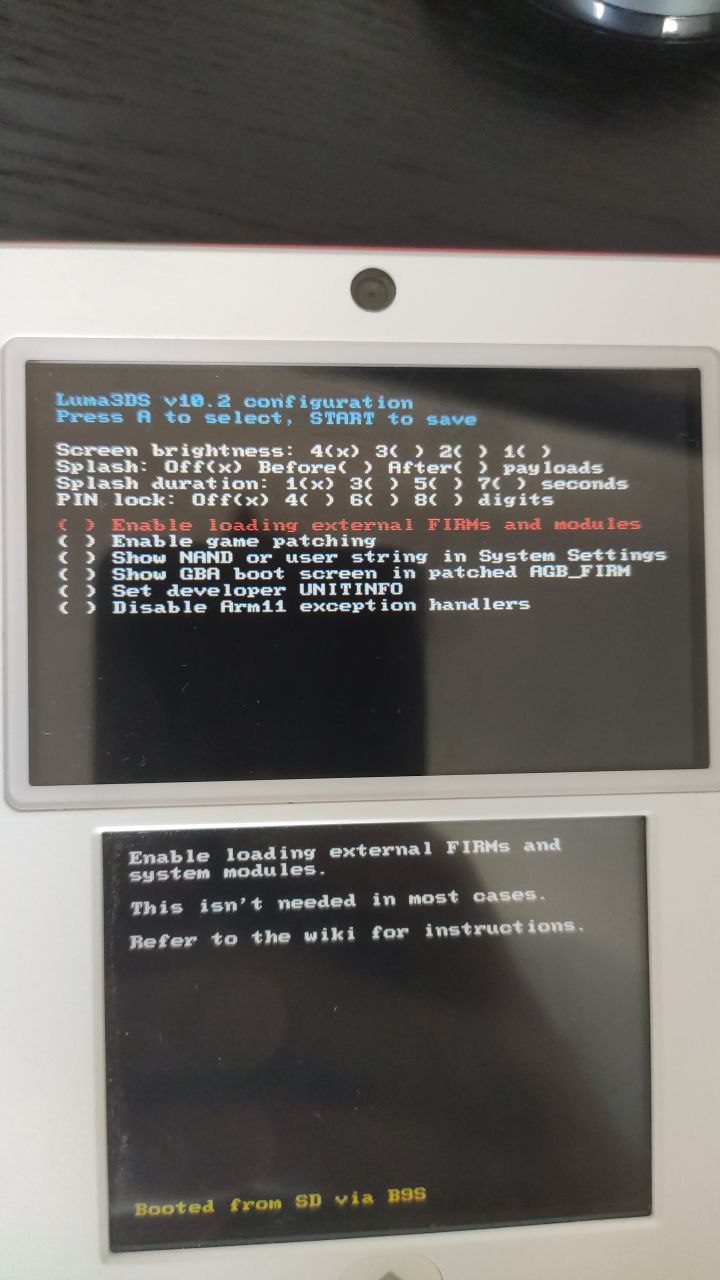 Luma3DS v10.2 configuration
Press A to select, START to save
Screen brightness: 4(x) 3( ) 2( ) 1( )
Splash: Off(x) Before( ) After( ) payloads
Splash duration: 1(x) 3( ) 5( ) 7( ) seconds
PIN lock: Off(x) 4( ) 6( ) 8( ) digits
( ) Enable loading external FIRMs and modules
( ) Enable game patching
( ) Show NAND or user string in System Settings
( ) Show GBA boot screen in patched AGB_FIRM
( ) Set developer UNITINFO
( ) Disable Arm11 exception handlers
Enable loading external FIRMs and
system modules.
This isn't needed in most cases.
Refer to the wiki for instructions.
Booted from SD via B9S